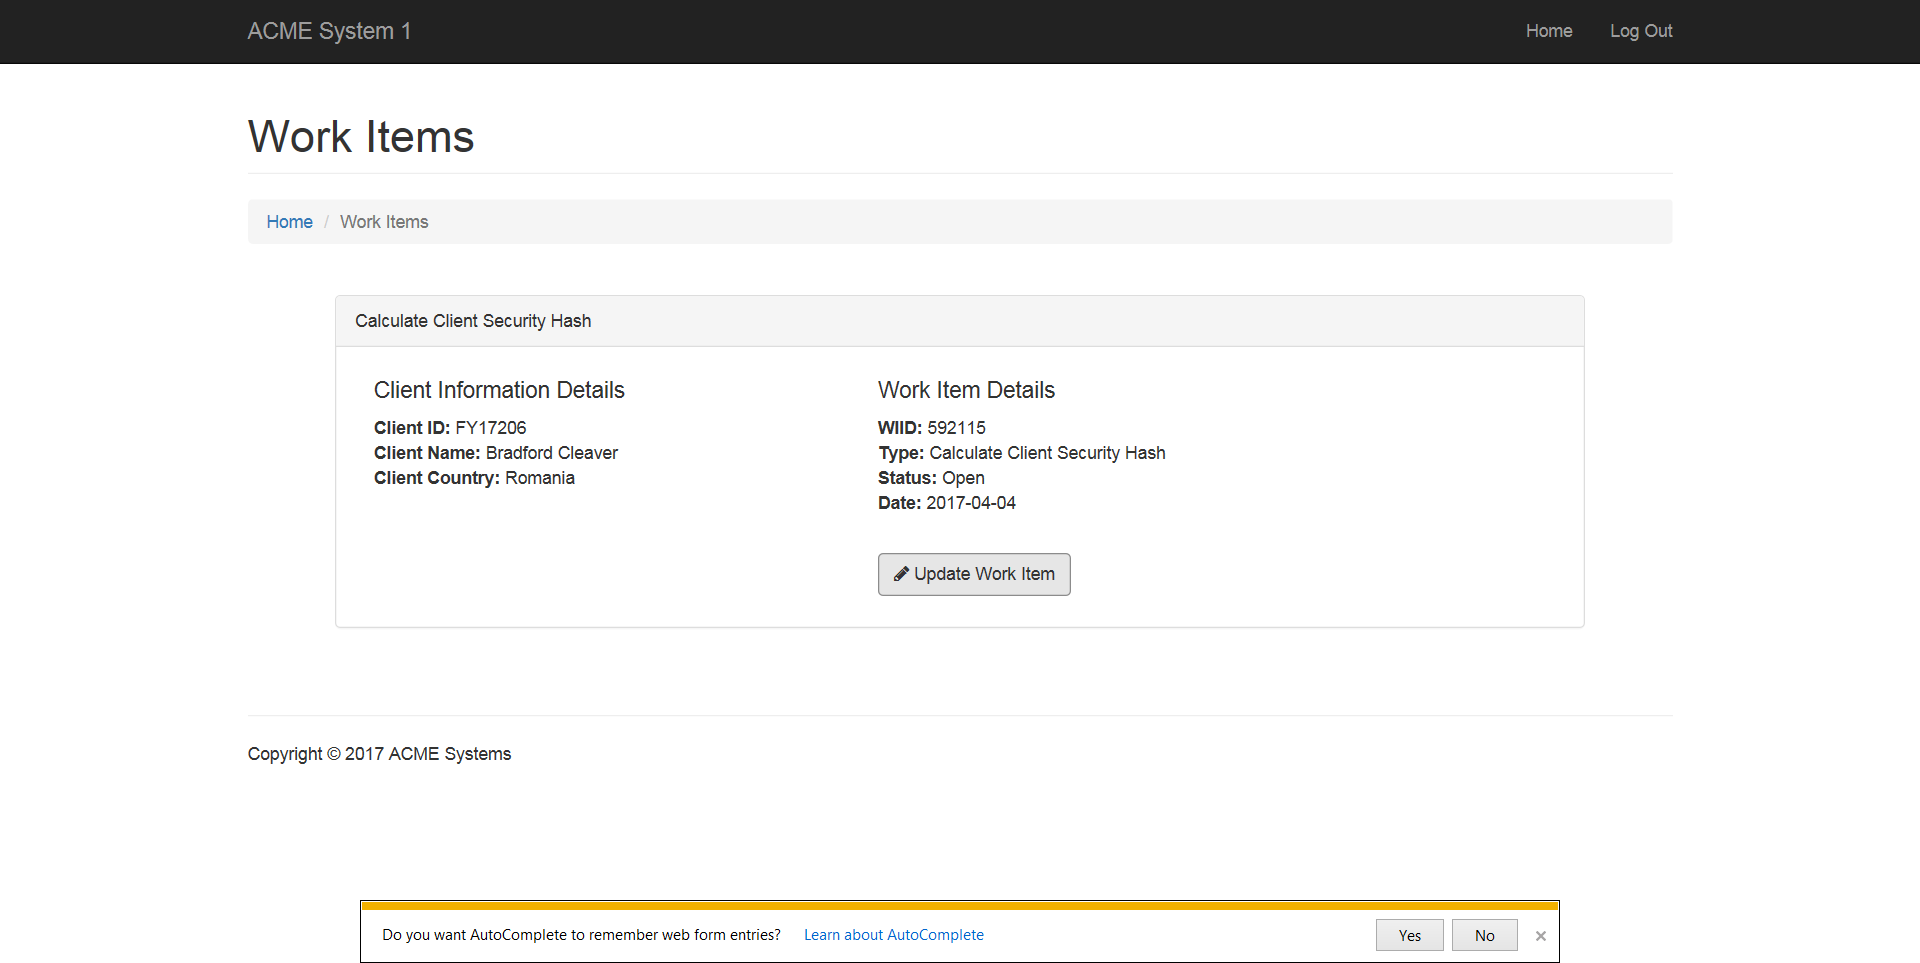 ACME System 1
Home
Log Out
Work Items
Home / Work Items
Calculate Client Security Hash
Client Information Details
Client ID: FY17206
Client Name: Bradford Cleaver
Client Country: Romania
Work Item Details
WIID: 592115
Type: Calculate Client Security Hash
Status: Open
Date: 2017-04-04
Update Work Item
Copyright © 2017 ACME Systems
Do you want AutoComplete to remember web form entries? Learn about AutoComplete
Yes
No
×